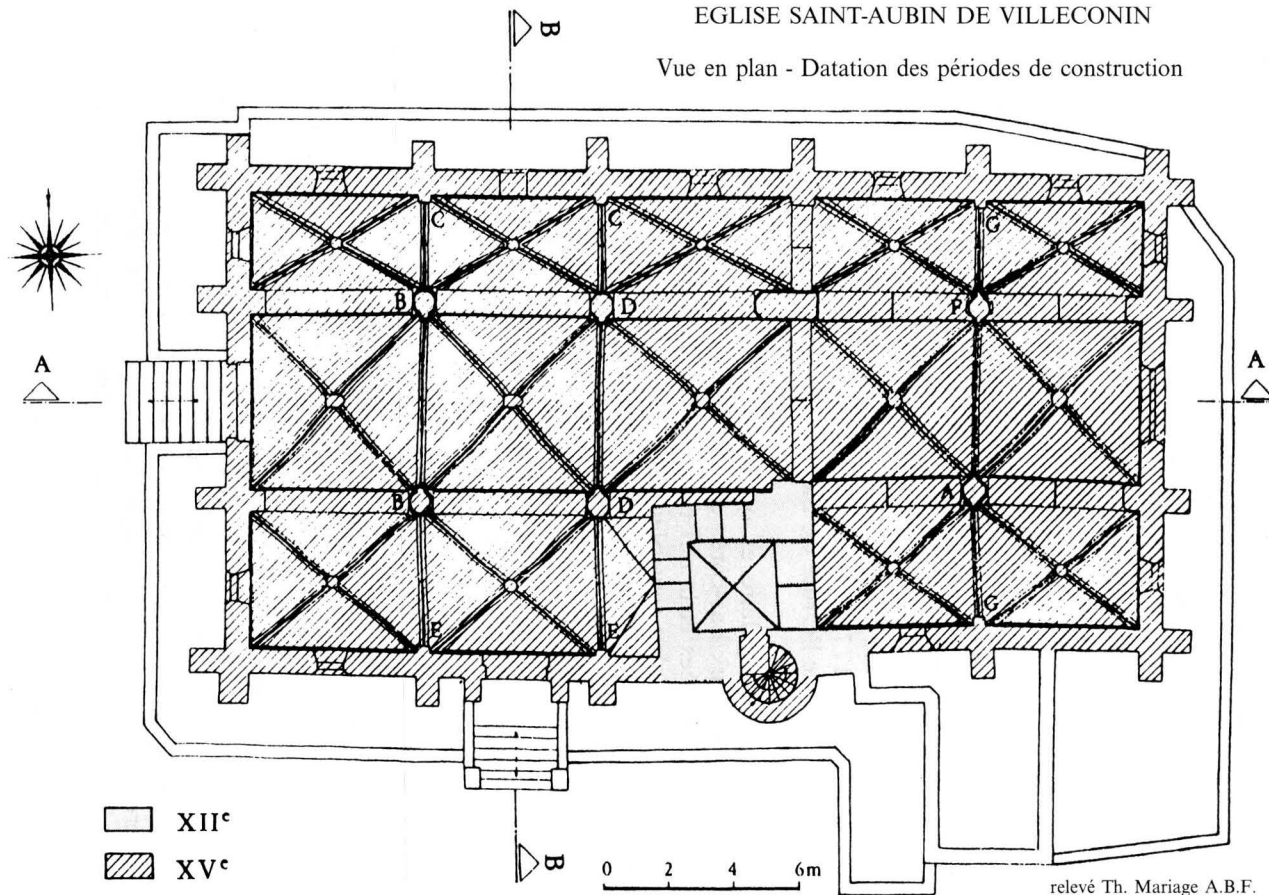 EGLISE SAINT-AUBIN DE VILLECONIN
Vue en plan - Datation des périodes de construction
B
A
A
C
C
G
B
D
P
B
D
A
E
E
G
B
XIIᵉ
XVᵉ
0 2 4 6m
relevé Th. Mariage A.B.F.